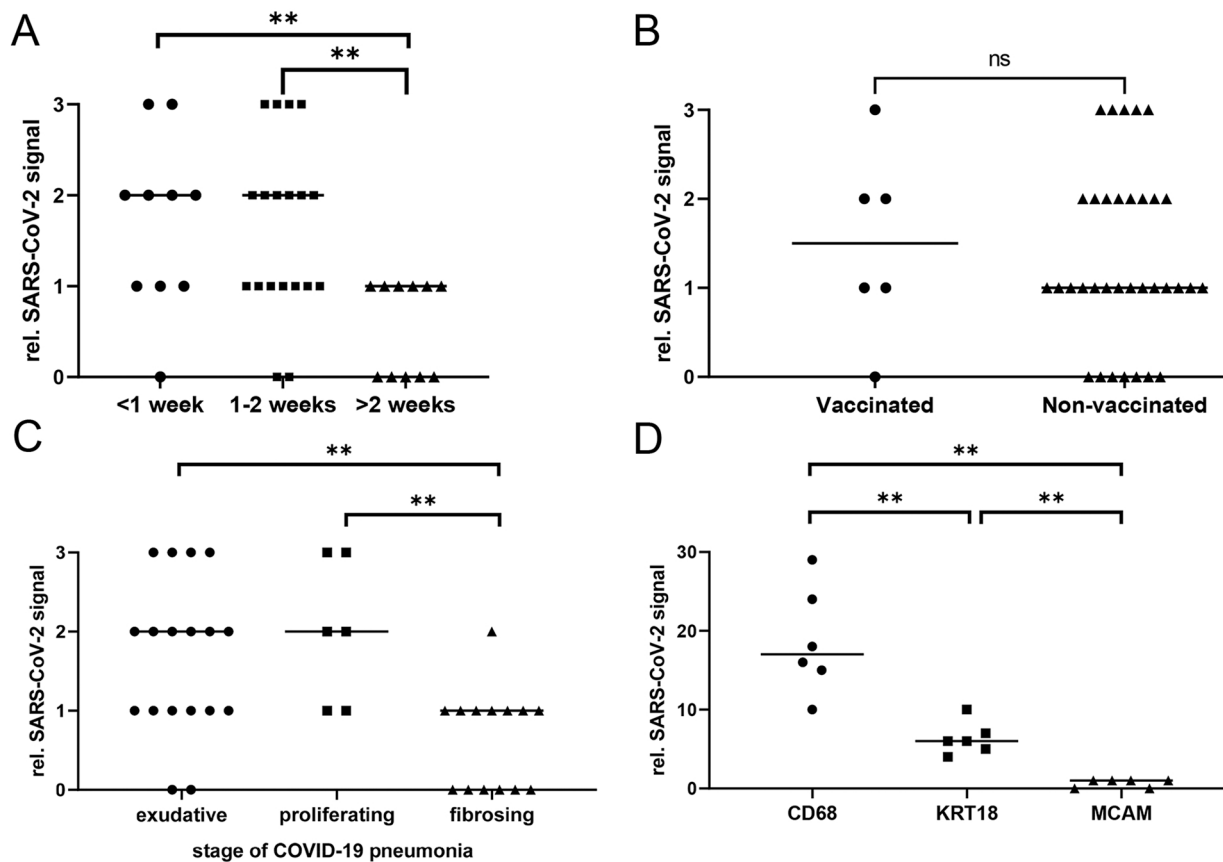 A
**
**
rel. SARS-CoV-2 signal
3
2
1
0
<1 week 1-2 weeks >2 weeks
B
ns
rel. SARS-CoV-2 signal
3
2
1
0
Vaccinated Non-vaccinated
C
**
**
rel. SARS-CoV-2 signal
3
2
1
0
exudative proliferating fibrosing
stage of COVID-19 pneumonia
D
**
** **
rel. SARS-CoV-2 signal
30
20
10
0
CD68 KRT18 MCAM